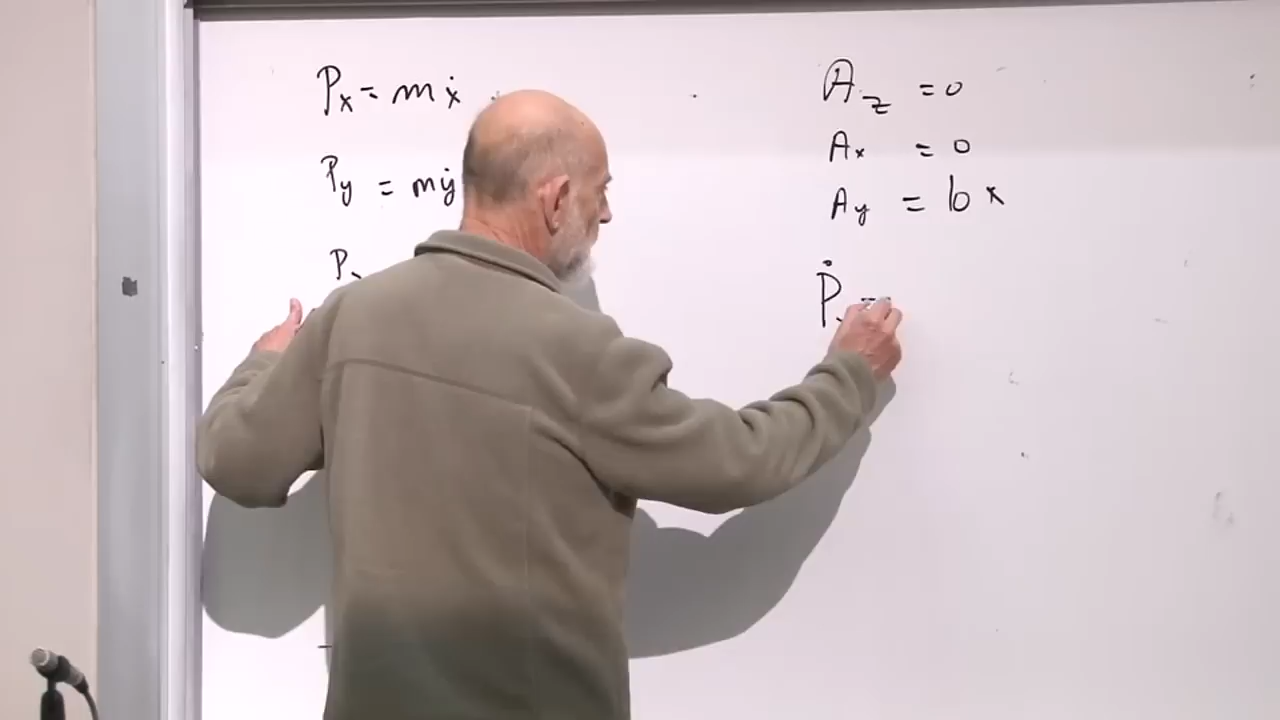 Px = mẋ
Py = mẏ
P
Az = 0
Ax = 0
Ay = bx
Ṗ =